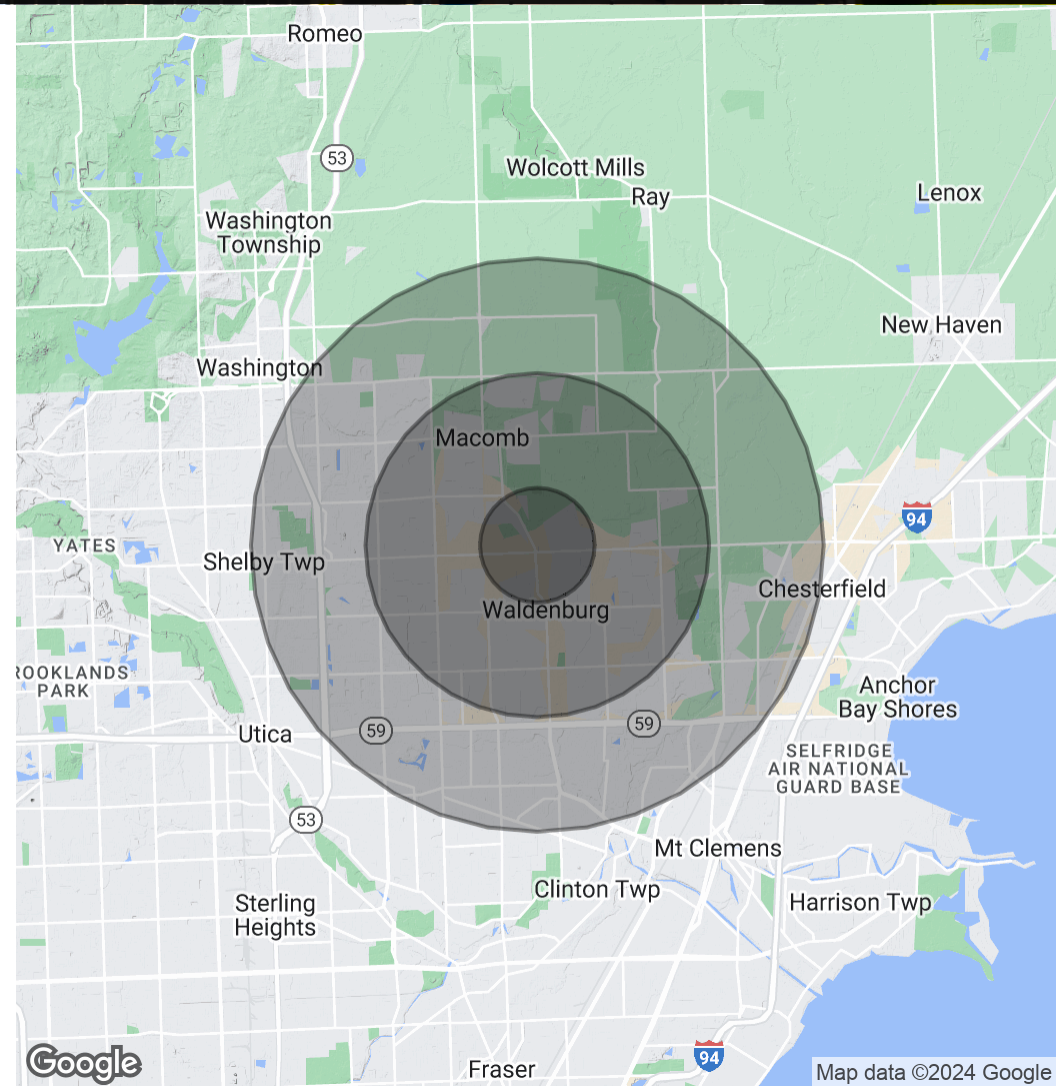 Romeo
53
Wolcott Mills
Ray
Lenox
Washington
Township
New Haven
Washington
Macomb
94
YATES
Shelby Twp
Chesterfield
Waldenburg
ROOKLANDS
PARK
Anchor
Bay Shores
59
59
Utica
SELFRIDGE
AIR NATIONAL
GUARD BASE
53
Mt Clemens
Clinton Twp
Sterling
Heights
Harrison Twp
94
Fraser
Google
Map data ©2024 Google